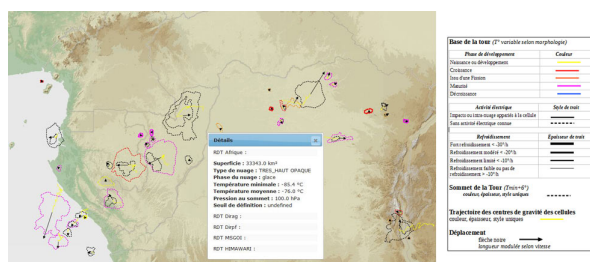 Détails
RDT Afrique :
Superficie : 33343.0 km²
Type de nuage : TRES_HAUT OPAQUE
Phase du nuage : glace
Température minimale : -85.4 °C
Température moyenne : -76.0 °C
Pression au sommet : 100.0 hPa
Seuil de définition : undefined
RDT Dirag :
RDT Dirpf :
RDT MSGOI :
RDT HIMAWARI :
Base de la tour (T° variable selon morphologie)
Phase de développement Couleur
Naissance ou développement
Croissance
Issu d'une Fission
Maturité
Décroissance
Activité électrique Style de trait
Impacts ou intra-nuage appariés à la cellule
Sans activité électrique connue
Refroidissement Épaisseur de trait
Fort refroidissement < -30°/h
Refroidissement modéré < -20°/h
Refroidissement limité < -10°/h
Refroidissement faible ou pas de
refroidissement > -10°/h
Sommet de la Tour (Tmin+6°)
couleur, épaisseur, style uniques
Trajectoire des centres de gravité des cellules
couleur, épaisseur, style uniques
Déplacement
flèche noire
longueur modulée selon vitesse